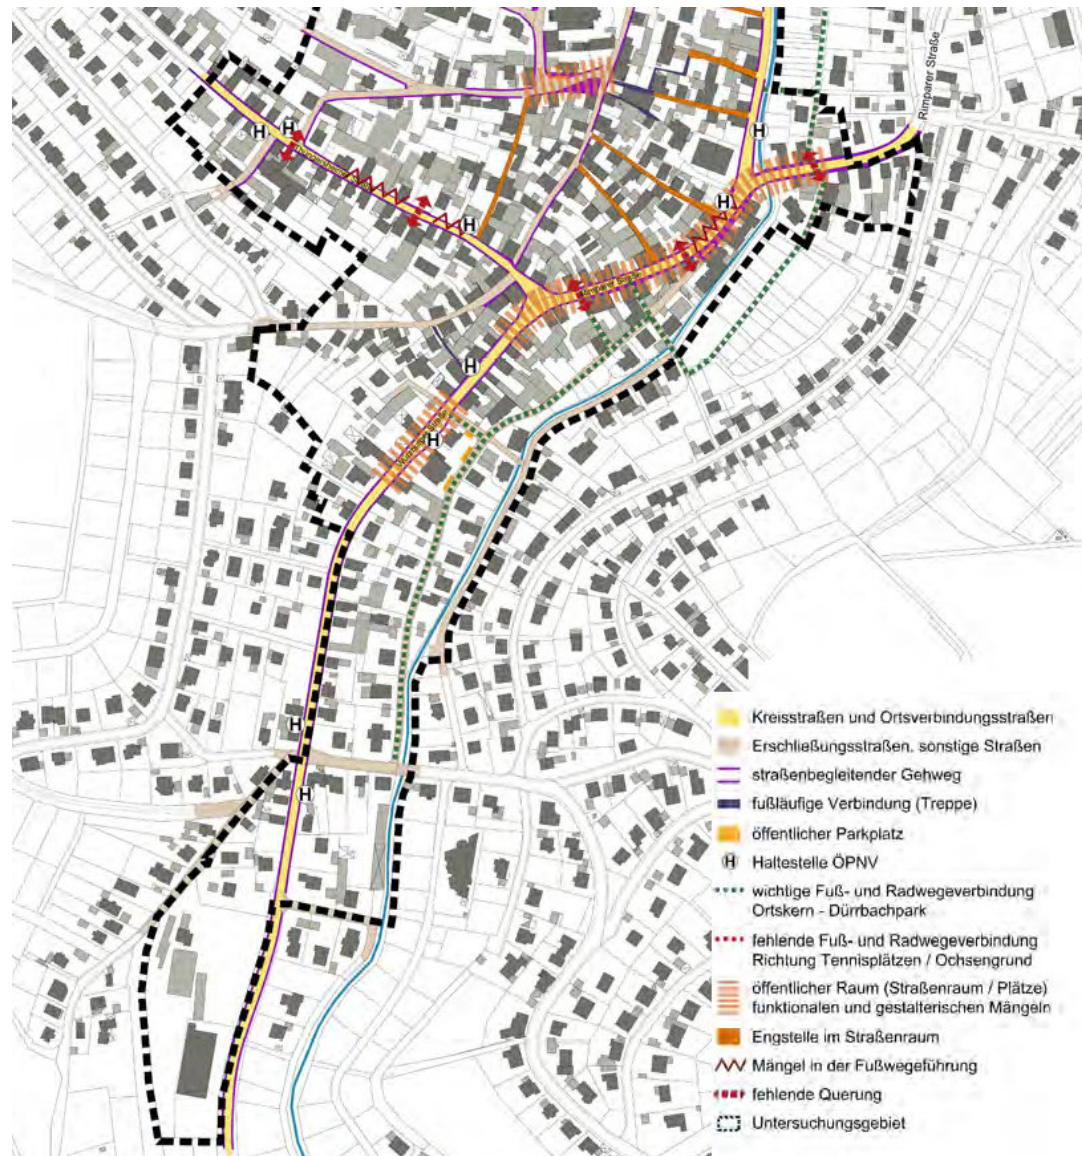 Rimparer Straße
H
H
H
H
H
Rimparer Straße
H
H
H
H
Kreisstraßen und Ortsverbindungsstraßen
Erschließungsstraßen, sonstige Straßen
straßenbegleitender Gehweg
fußläufige Verbindung (Treppe)
öffentlicher Parkplatz
H Haltestelle ÖPNV
wichtige Fuß- und Radwegeverbindung
Ortskern - Dürrbachpark
fehlende Fuß- und Radwegeverbindung
Richtung Tennisplätzen / Ochsengrund
öffentlicher Raum (Straßenraum / Plätze)
funktionalen und gestalterischen Mängeln
Engstelle im Straßenraum
Mängel in der Fußwegeführung
fehlende Querung
Untersuchungsgebiet